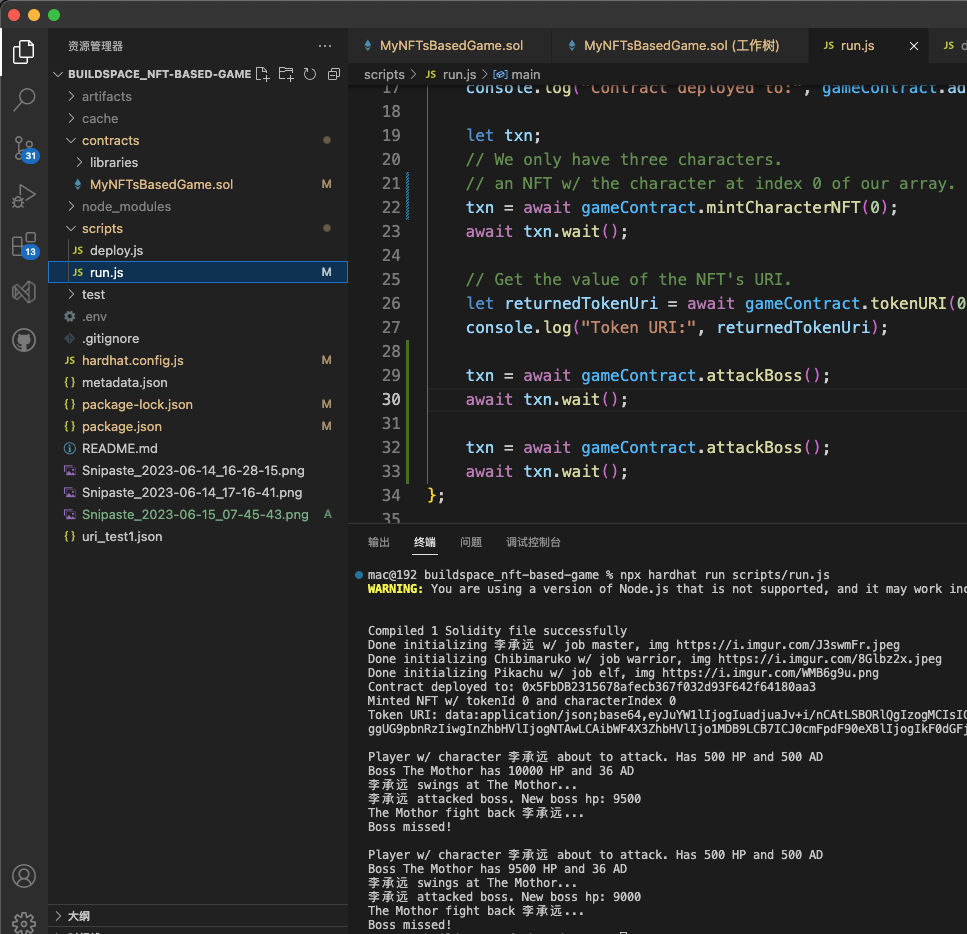 资源管理器
BUILDSPACE_NFT-BASED-GAME
artifacts
cache
contracts
libraries
MyNFTsBasedGame.sol M
node_modules
scripts
JS deploy.js
JS run.js M
test
.env
.gitignore
JS hardhat.config.js M
{} metadata.json
{} package-lock.json M
{} package.json M
README.md
Snipaste_2023-06-14_16-28-15.png
Snipaste_2023-06-14_17-16-41.png
Snipaste_2023-06-15_07-45-43.png A
{} uri_test1.json
大纲
31
13
MyNFTsBasedGame.sol
MyNFTsBasedGame.sol (工作树)
JS run.js
JS d
scripts > JS run.js > main
17 console.log("Contract deployed to:", gameContract.ad
18
19 let txn;
20 // We only have three characters.
21 // an NFT w/ the character at index 0 of our array.
22 txn = await gameContract.mintCharacterNFT(0);
23 await txn.wait();
24
25 // Get the value of the NFT's URI.
26 let returnedTokenUri = await gameContract.tokenURI(0
27 console.log("Token URI:", returnedTokenUri);
28
29 txn = await gameContract.attackBoss();
30 await txn.wait();
31
32 txn = await gameContract.attackBoss();
33 await txn.wait();
34 };
35
输出 终端 问题 调试控制台
mac@192 buildspace_nft-based-game % npx hardhat run scripts/run.js
WARNING: You are using a version of Node.js that is not supported, and it may work inc
Compiled 1 Solidity file successfully
Done initializing 李承远 w/ job master, img https://i.imgur.com/J3swmFr.jpeg
Done initializing Chibimaruko w/ job warrior, img https://i.imgur.com/8Glbz2x.jpeg
Done initializing Pikachu w/ job elf, img https://i.imgur.com/WMB6g9u.png
Contract deployed to: 0x5FbDB2315678afecb367f032d93F642f64180aa3
Minted NFT w/ tokenId 0 and characterIndex 0
Token URI: data:application/json;base64,eyJuYW1lIjogIuadjuaJv+i/nCAtLSBORlQgIzogMCIsIC
ggUG9pbnRzIiwgInZhbHVlIjogNTAwLCAibWF4X3ZhbHVlIjo1MDB9LCB7ICJ0cmFpdF90eXBlIjogIkF0dGFj
Player w/ character 李承远 about to attack. Has 500 HP and 500 AD
Boss The Mothor has 10000 HP and 36 AD
李承远 swings at The Mothor...
李承远 attacked boss. New boss hp: 9500
The Mothor fight back 李承远...
Boss missed!
Player w/ character 李承远 about to attack. Has 500 HP and 500 AD
Boss The Mothor has 9500 HP and 36 AD
李承远 swings at The Mothor...
李承远 attacked boss. New boss hp: 9000
The Mothor fight back 李承远...
Boss missed!